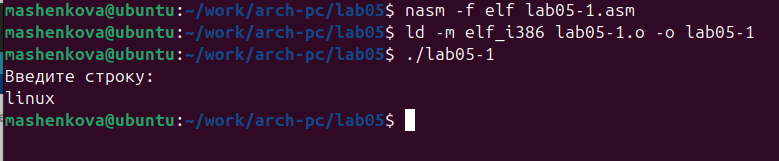 mashenkova@ubuntu:~/work/arch-pc/lab05$ nasm -f elf lab05-1.asm
mashenkova@ubuntu:~/work/arch-pc/lab05$ ld -m elf_i386 lab05-1.o -o lab05-1
mashenkova@ubuntu:~/work/arch-pc/lab05$ ./lab05-1
Введите строку:
linux
mashenkova@ubuntu:~/work/arch-pc/lab05$